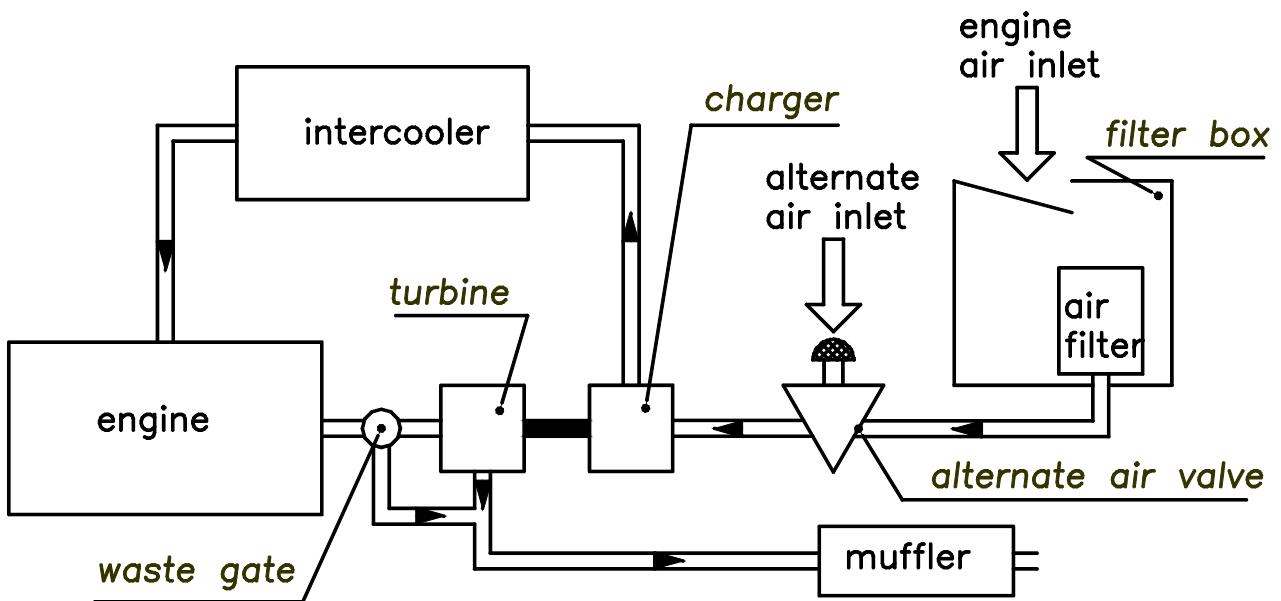 engine
air inlet
charger
intercooler
filter box
alternate
air inlet
turbine
air
filter
engine
alternate air valve
waste gate
muffler